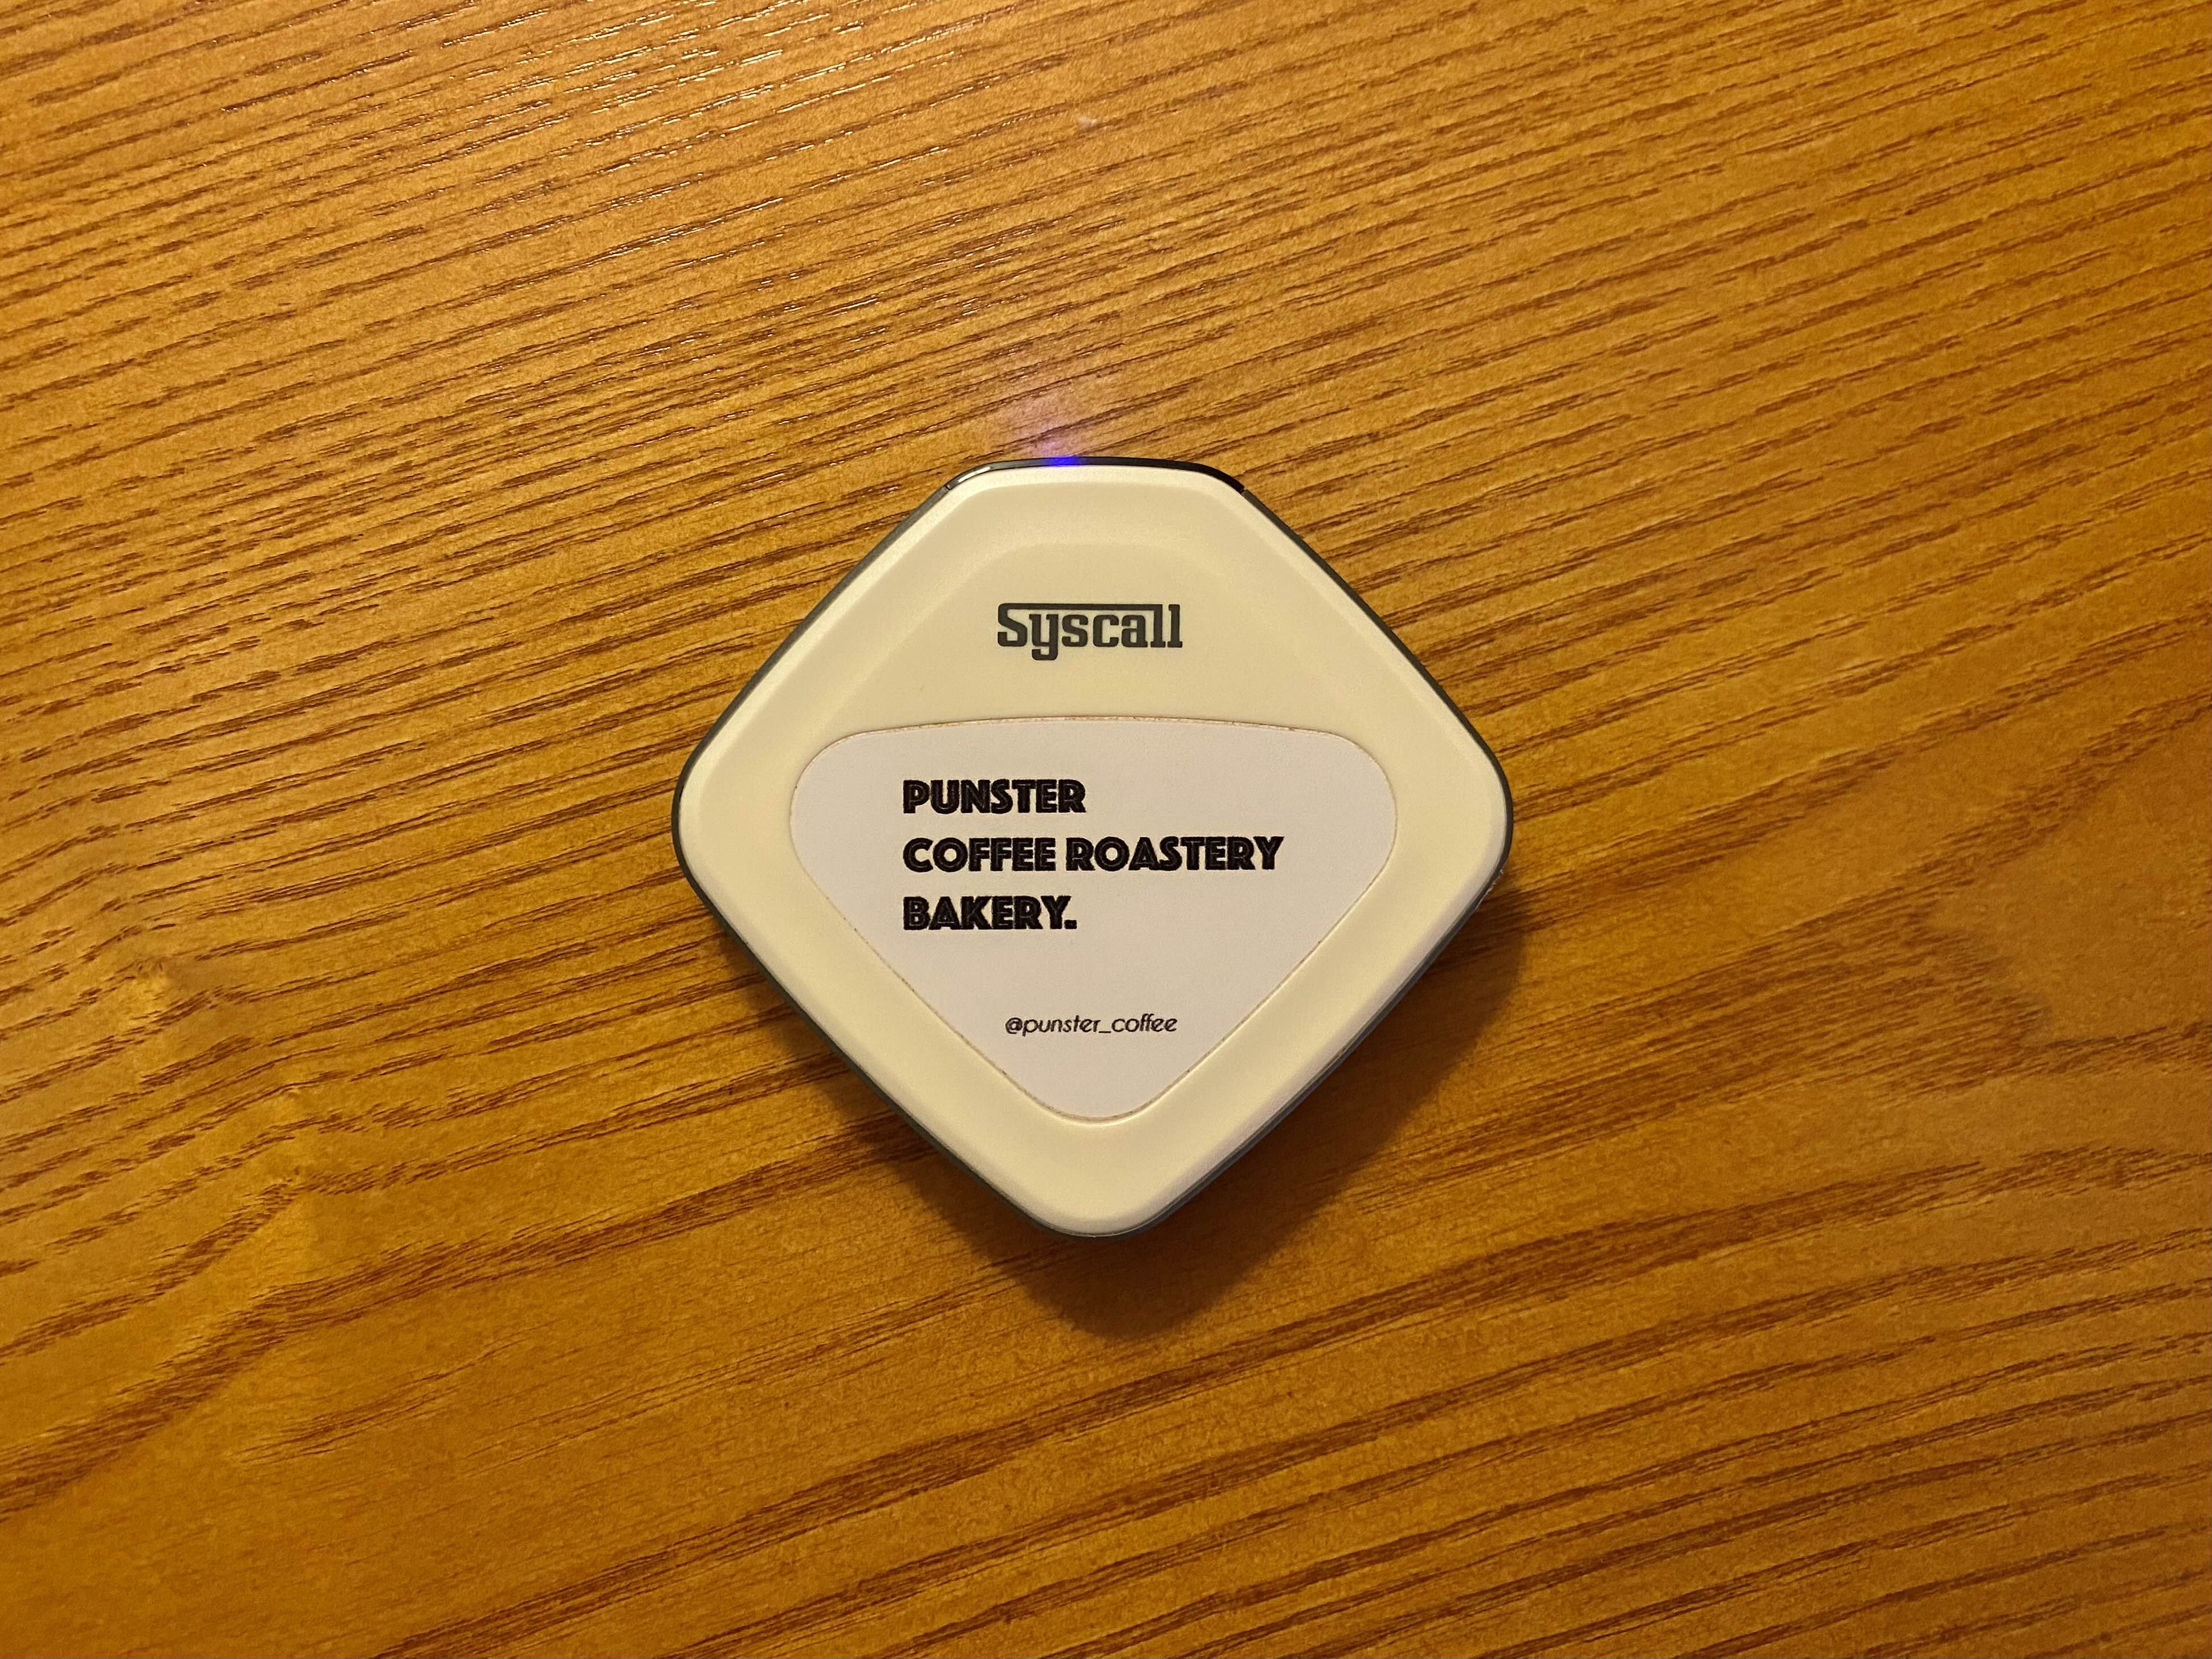 Syscall
PUNSTER
COFFEE ROASTERY
BAKERY.
@punster_coffee